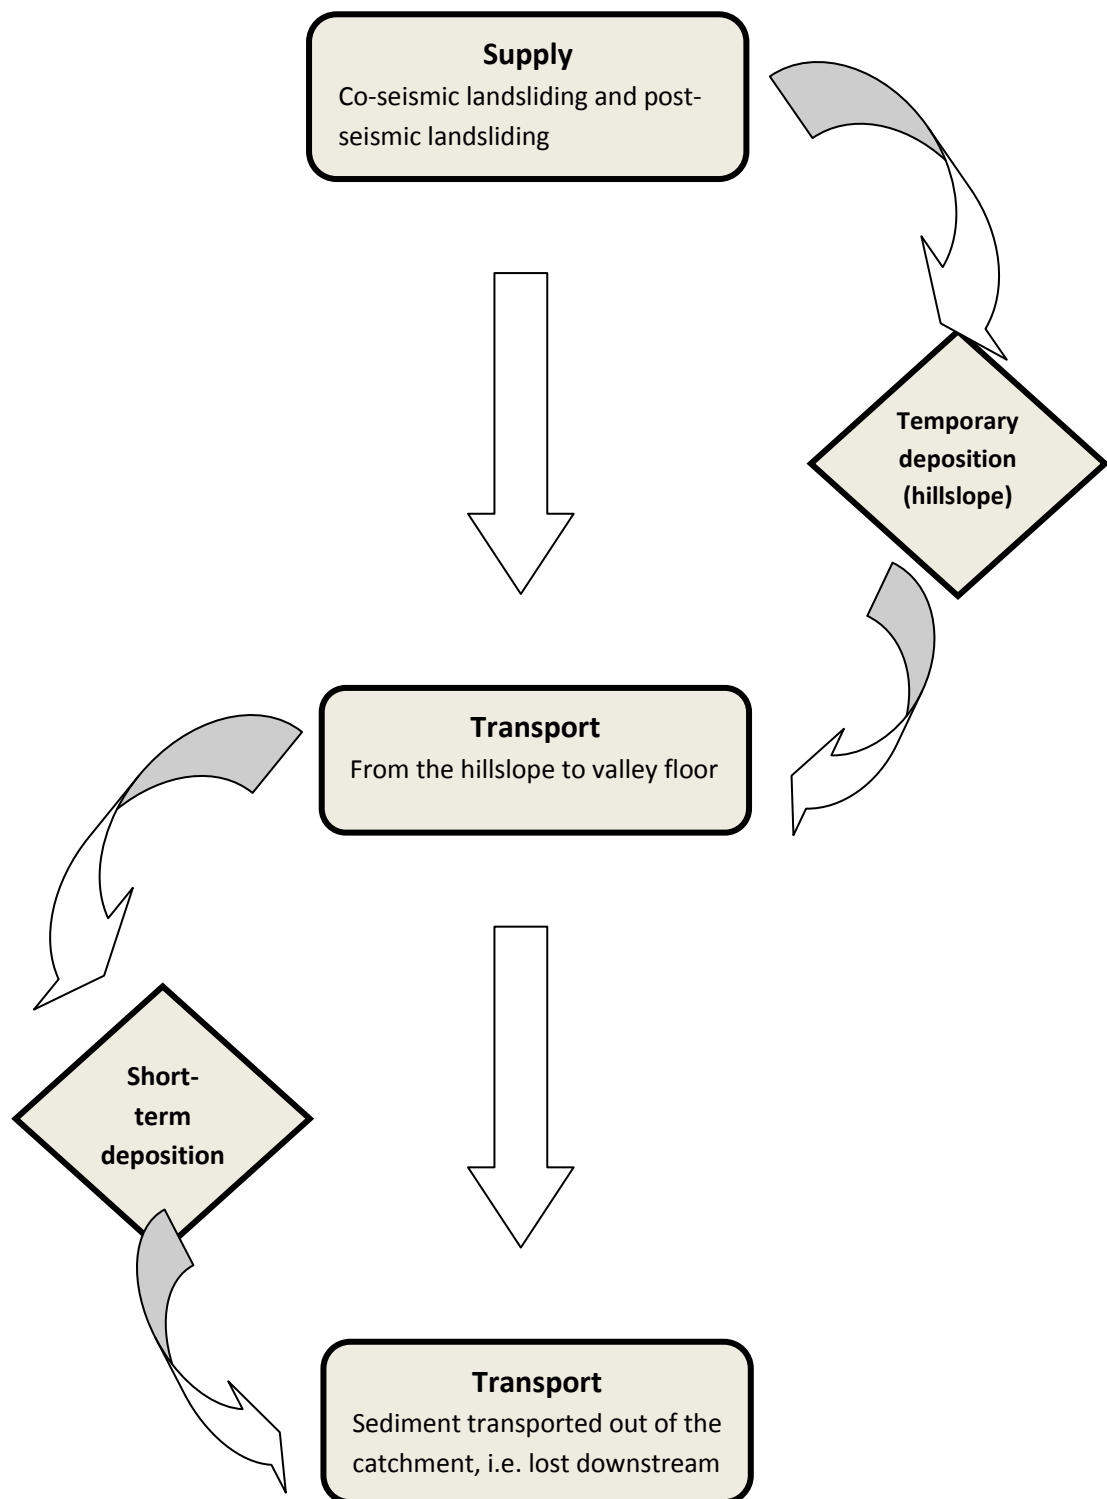 Supply
Co-seismic landsliding and post-
seismic landsliding
Temporary
deposition
(hillslope)
Transport
From the hillslope to valley floor
Short-
term
deposition
Transport
Sediment transported out of the
catchment, i.e. lost downstream